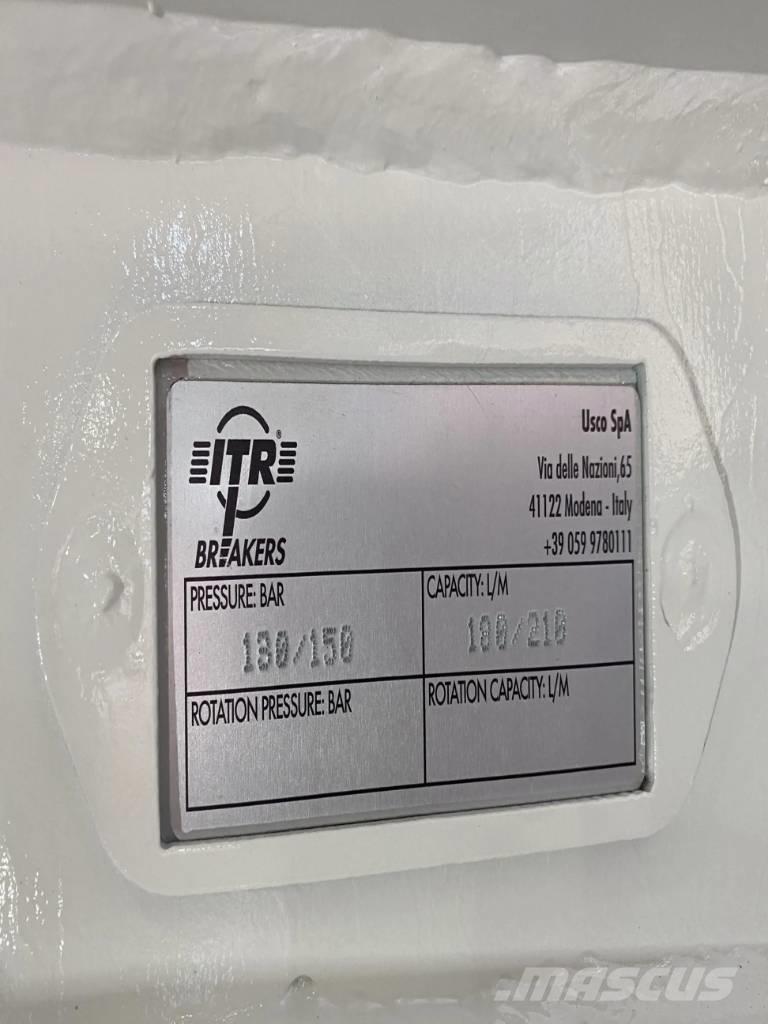 ITR®
BREAKERS
Usco SpA
Via delle Nazioni,65
41122 Modena - Italy
+39 059 9780111
PRESSURE: BAR
130/150
CAPACITY: L/M
180/210
ROTATION PRESSURE: BAR
ROTATION CAPACITY: L/M
MASCUS